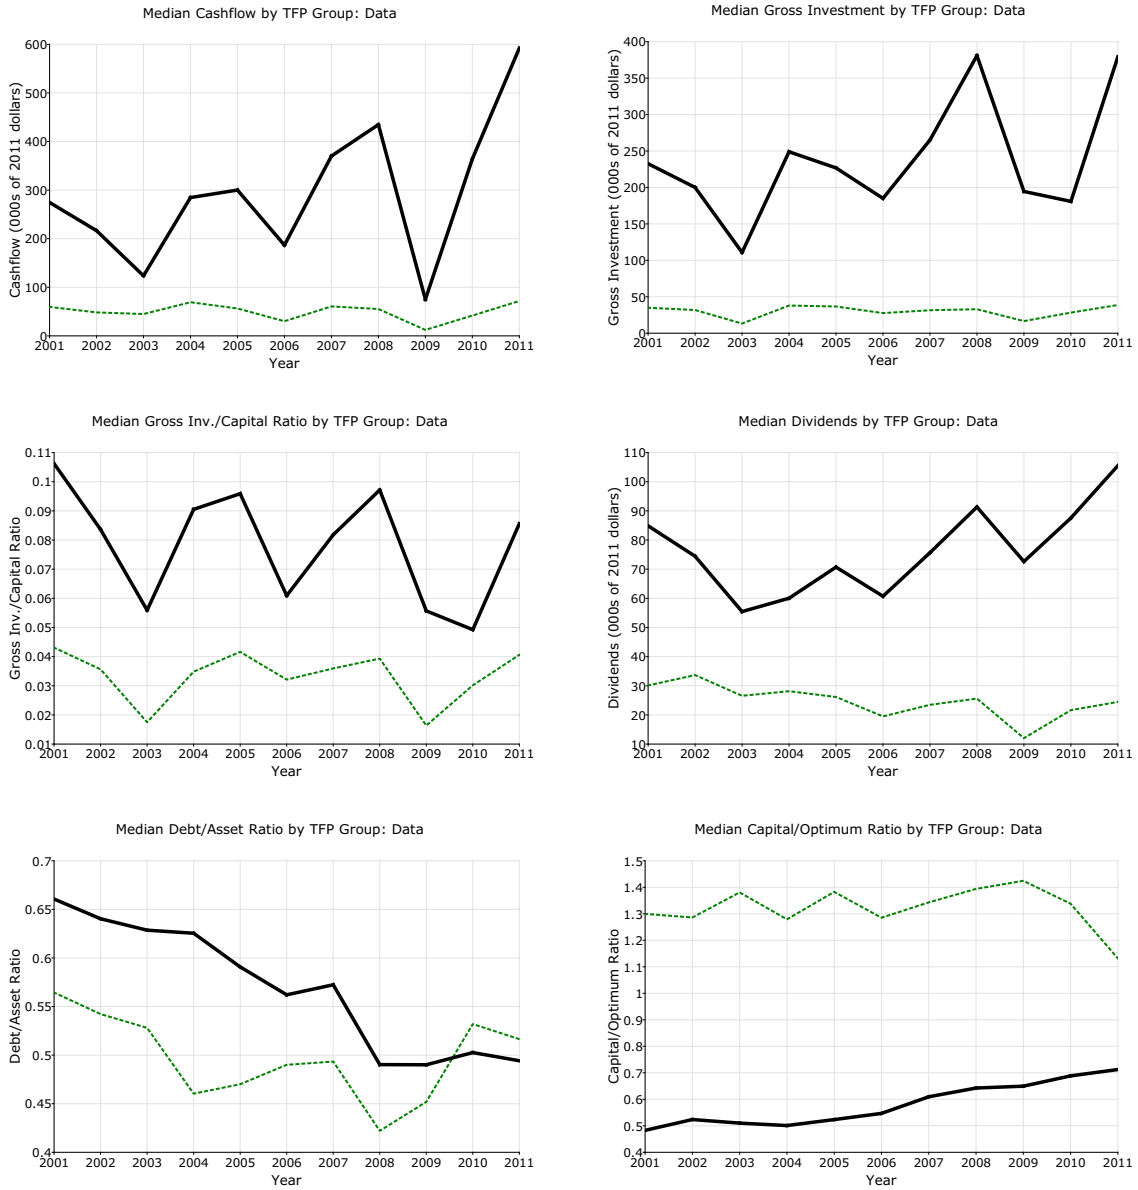 Median Cashflow by TFP Group: Data
Cashflow (000s of 2011 dollars)
600
500
400
300
200
100
0
2001 2002 2003 2004 2005 2006 2007 2008 2009 2010 2011
Year
Median Gross Investment by TFP Group: Data
Gross Investment (000s of 2011 dollars)
400
350
300
250
200
150
100
50
0
2001 2002 2003 2004 2005 2006 2007 2008 2009 2010 2011
Year
Median Gross Inv./Capital Ratio by TFP Group: Data
Gross Inv./Capital Ratio
0.11
0.1
0.09
0.08
0.07
0.06
0.05
0.04
0.03
0.02
0.01
2001 2002 2003 2004 2005 2006 2007 2008 2009 2010 2011
Year
Median Dividends by TFP Group: Data
Dividends (000s of 2011 dollars)
110
100
90
80
70
60
50
40
30
20
10
2001 2002 2003 2004 2005 2006 2007 2008 2009 2010 2011
Year
Median Debt/Asset Ratio by TFP Group: Data
Debt/Asset Ratio
0.7
0.65
0.6
0.55
0.5
0.45
0.4
2001 2002 2003 2004 2005 2006 2007 2008 2009 2010 2011
Year
Median Capital/Optimum Ratio by TFP Group: Data
Capital/Optimum Ratio
1.5
1.4
1.3
1.2
1.1
1
0.9
0.8
0.7
0.6
0.5
0.4
2001 2002 2003 2004 2005 2006 2007 2008 2009 2010 2011
Year